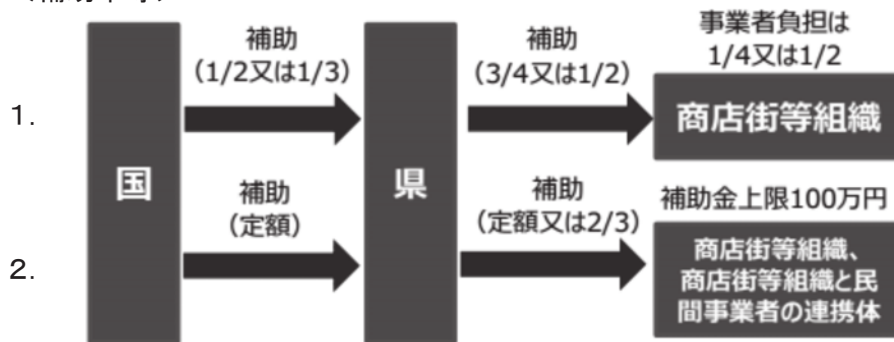 補助
(1/2又は1/3)
補助
(3/4又は1/2)
事業者負担は
1/4又は1/2
1.
商店街等組織
国
県
補助
(定額)
補助
(定額又は2/3)
補助金上限100万円
2.
商店街等組織、
商店街等組織と民
間事業者の連携体